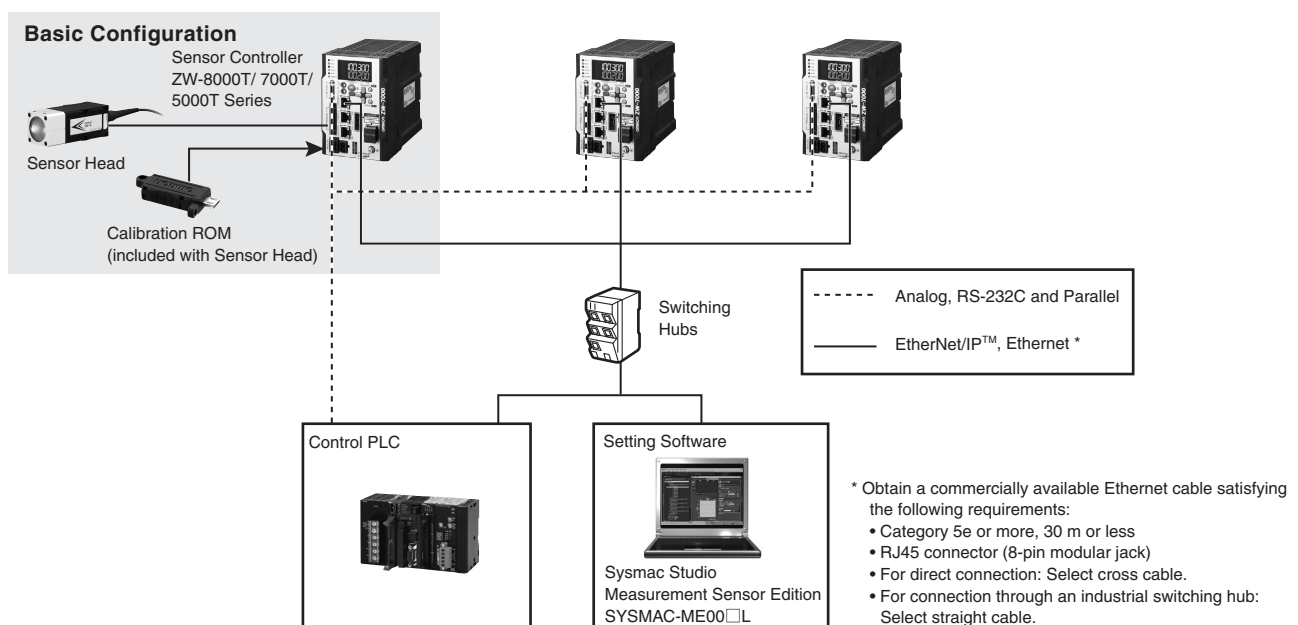 Basic Configuration
Sensor Controller
ZW-8000T/ 7000T/
5000T Series
Sensor Head
Calibration ROM
(included with Sensor Head)
Switching
Hubs
Analog, RS-232C and Parallel
EtherNet/IP™, Ethernet *
Control PLC
Setting Software
Sysmac Studio
Measurement Sensor Edition
SYSMAC-ME00□L
* Obtain a commercially available Ethernet cable satisfying
the following requirements:
• Category 5e or more, 30 m or less
• RJ45 connector (8-pin modular jack)
• For direct connection: Select cross cable.
• For connection through an industrial switching hub:
Select straight cable.